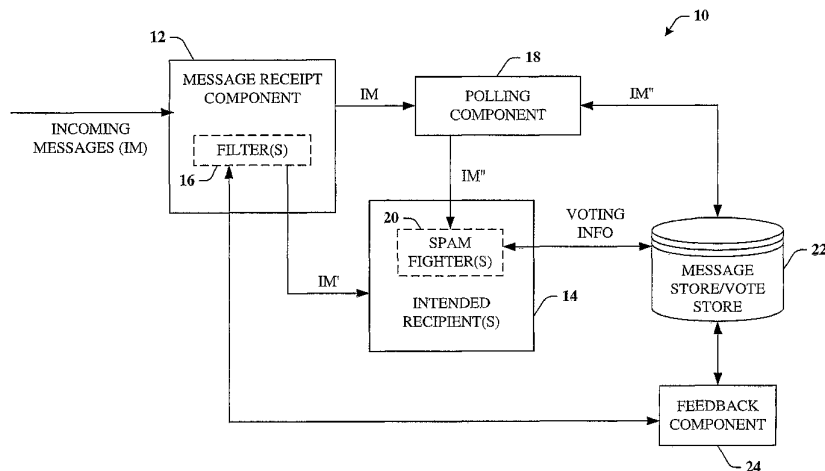 10
12
MESSAGE RECEIPT
COMPONENT
IM
18
POLLING
COMPONENT
IM"
INCOMING
MESSAGES (IM)
FILTER(S)
16
IM"
20
SPAM
FIGHTER(S)
VOTING
INFO
MESSAGE
STORE/VOTE
STORE
22
IM'
INTENDED
RECIPIENT(S)
14
FEEDBACK
COMPONENT
24